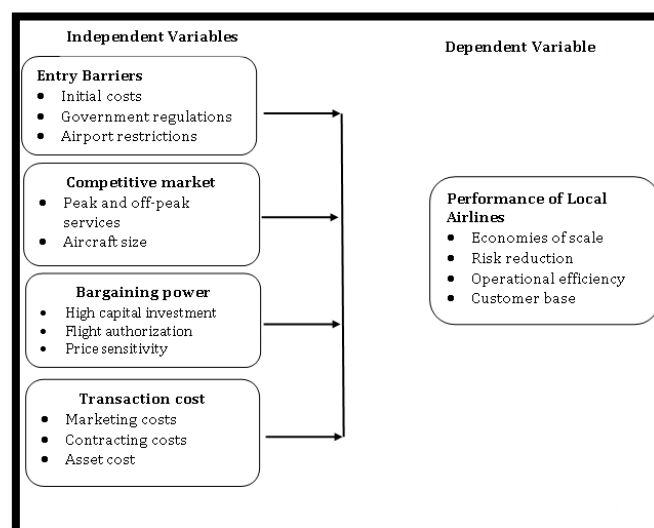 Independent Variables
Entry Barriers
• Initial costs
• Government regulations
• Airport restrictions
Competitive market
• Peak and off-peak
services
• Aircraft size
Bargaining power
• High capital investment
• Flight authorization
• Price sensitivity
Transaction cost
• Marketing costs
• Contracting costs
• Asset cost
Dependent Variable
Performance of Local
Airlines
• Economies of scale
• Risk reduction
• Operational efficiency
• Customer base